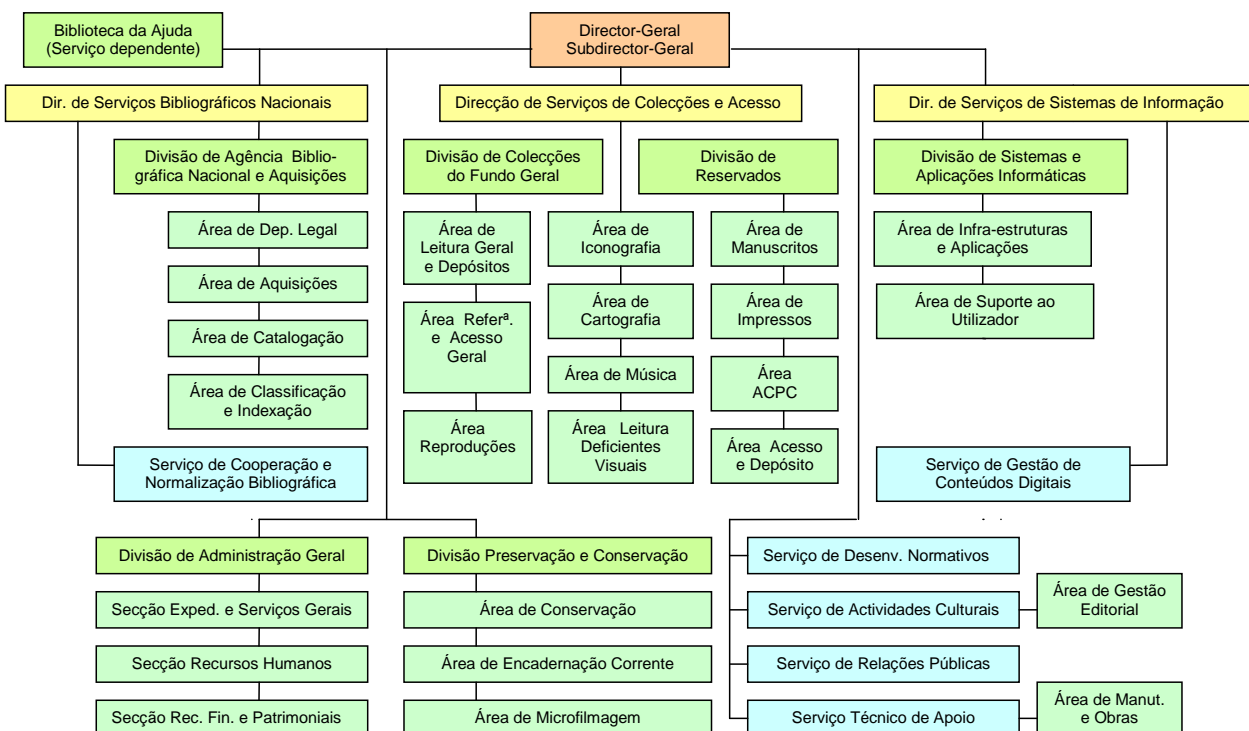 Biblioteca da Ajuda
(Serviço dependente)
Director-Geral
Subdirector-Geral
Dir. de Serviços Bibliográficos Nacionais
Direcção de Serviços de Colecções e Acesso
Dir. de Serviços de Sistemas de Informação
Divisão de Agência Biblio-
gráfica Nacional e Aquisições
Divisão de Colecções
do Fundo Geral
Divisão de
Reservados
Divisão de Sistemas e
Aplicações Informáticas
Área de Dep. Legal
Área de Aquisições
Área de Catalogação
Área de Classificação
e Indexação
Área de
Leitura Geral
e Depósitos
Área Referª.
e Acesso
Geral
Área
Reproduções
Área de
Iconografia
Área de
Cartografia
Área de Música
Área Leitura
Deficientes
Visuais
Área de
Manuscritos
Área de
Impressos
Área
ACPC
Área Acesso
e Depósito
Área de Infra-estruturas
e Aplicações
Área de Suporte ao
Utilizador
Serviço de Cooperação e
Normalização Bibliográfica
Serviço de Gestão de
Conteúdos Digitais
Divisão de Administração Geral
Secção Exped. e Serviços Gerais
Secção Recursos Humanos
Secção Rec. Fin. e Patrimoniais
Divisão Preservação e Conservação
Área de Conservação
Área de Encadernação Corrente
Área de Microfilmagem
Serviço de Desenv. Normativos
Serviço de Actividades Culturais
Área de Gestão
Editorial
Serviço de Relações Públicas
Serviço Técnico de Apoio
Área de Manut.
e Obras